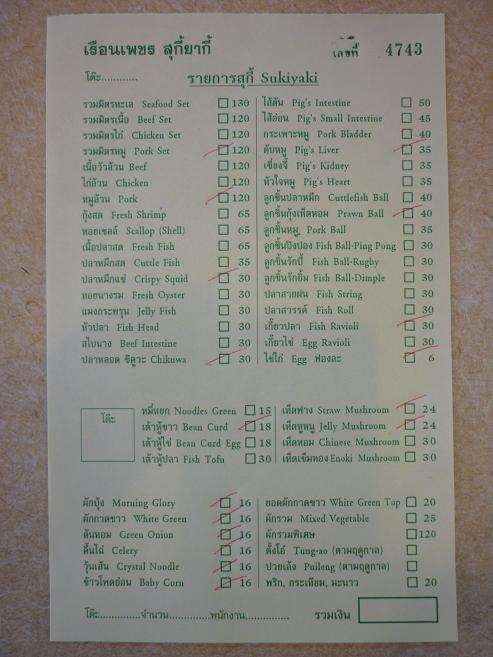 เรือนเพชร สุกี้ยากี้
เลขที่ 4743
โต๊ะ............
รายการสุกี้ Sukiyaki
รวมมิตรทะเล Seafood Set 130
รวมมิตรเนื้อ Beef Set 120
รวมมิตรไก่ Chicken Set 120
รวมมิตรหมู Pork Set 120
เนื้อวัวล้วน Beef 120
ไก่ล้วน Chicken 120
หมูล้วน Pork 120
กุ้งสด Fresh Shrimp 65
หอยเชลล์ Scallop (Shell) 65
เนื้อปลาสด Fresh Fish 65
ปลาหมึกสด Cuttle Fish 35
ปลาหมึกแช่ Crispy Squid 30
หอยนางรม Fresh Oyster 30
แมงกะพรุน Jelly Fish 30
หัวปลา Fish Head 30
สไบนาง Beef Intestine 30
ปลาหลอด ชิคูวะ Chikuwa 30
ไส้ตัน Pig's Intestine 50
ไส้อ่อน Pig's Small Intestine 45
กระเพาะหมู Pork Bladder 40
ตับหมู Pig's Liver 35
เซี่ยงจี้ Pig's Kidney 35
หัวใจหมู Pig's Heart 35
ลูกชิ้นปลาหมึก Cuttlefish Ball 40
ลูกชิ้นกุ้งเห็ดหอม Prawn Ball 40
ลูกชิ้นหมู Pork Ball 35
ลูกชิ้นปิงปอง Fish Ball-Ping Pong 30
ลูกชิ้นรักบี้ Fish Ball-Rugby 30
ลูกชิ้นรักยิ้ม Fish Ball-Dimple 30
ปลาสายฝน Fish String 30
ปลาสวรรค์ Fish Roll 30
เกี๊ยวปลา Fish Ravioli 30
เกี๊ยวไข่ Egg Ravioli 30
ไข่ไก่ Egg ฟองละ 6
โต๊ะ
หมี่หยก Noodles Green 15
เต้าหู้ขาว Bean Curd 18
เต้าหู้ไข่ Bean Curd Egg 18
เต้าหู้ปลา Fish Tofu 30
เห็ดฟาง Straw Mushroom 24
เห็ดหูหนู Jelly Mushroom 24
เห็ดหอม Chinese Mushroom 30
เห็ดเข็มทอง Enoki Mushroom 30
ผักบุ้ง Morning Glory 16
ผักกาดขาว White Green 16
ต้นหอม Green Onion 16
คื่นไฉ่ Celery 16
วุ้นเส้น Crystal Noodle 16
ข้าวโพดอ่อน Baby Corn 16
ยอดผักกาดขาว White Green Top 20
ผักรวม Mixed Vegetable 25
ผักรวมพิเศษ 120
ตั้งโอ๋ Tung-ao (ตามฤดูกาล)
ปวยเล้ง Puileng (ตามฤดูกาล)
พริก, กระเทียม, มะนาว 20
โต๊ะ..............จำนวน..............พนักงาน...............
รวมเงิน